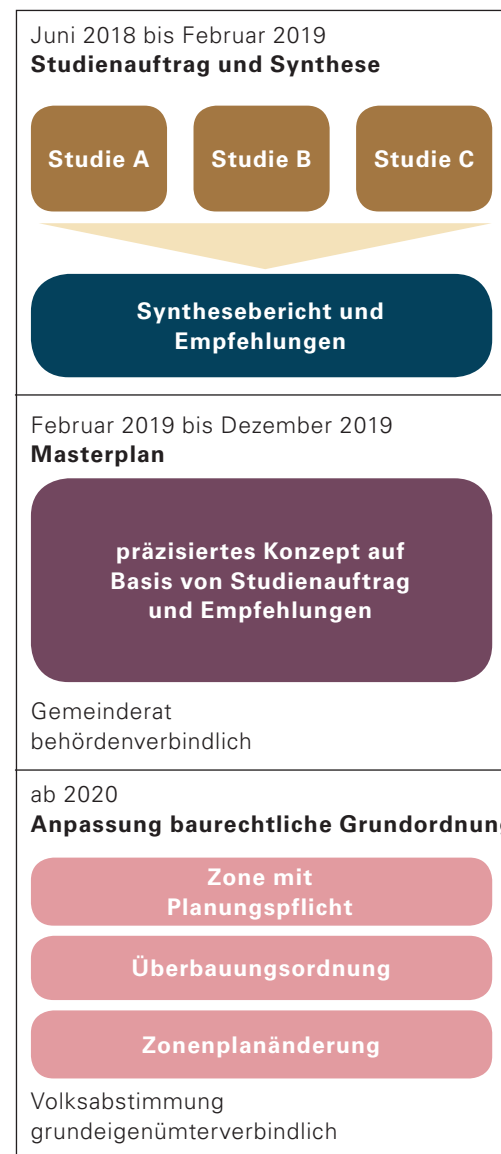 Juni 2018 bis Februar 2019
Studienauftrag und Synthese
Studie A Studie B Studie C
Synthesebericht und
Empfehlungen
Februar 2019 bis Dezember 2019
Masterplan
präzisiertes Konzept auf
Basis von Studienauftrag
und Empfehlungen
Gemeinderat
behördenverbindlich
ab 2020
Anpassung baurechtliche Grundordnung
Zone mit
Planungspflicht
Überbauungsordnung
Zonenplanänderung
Volksabstimmung
grundeigenümterverbindlich